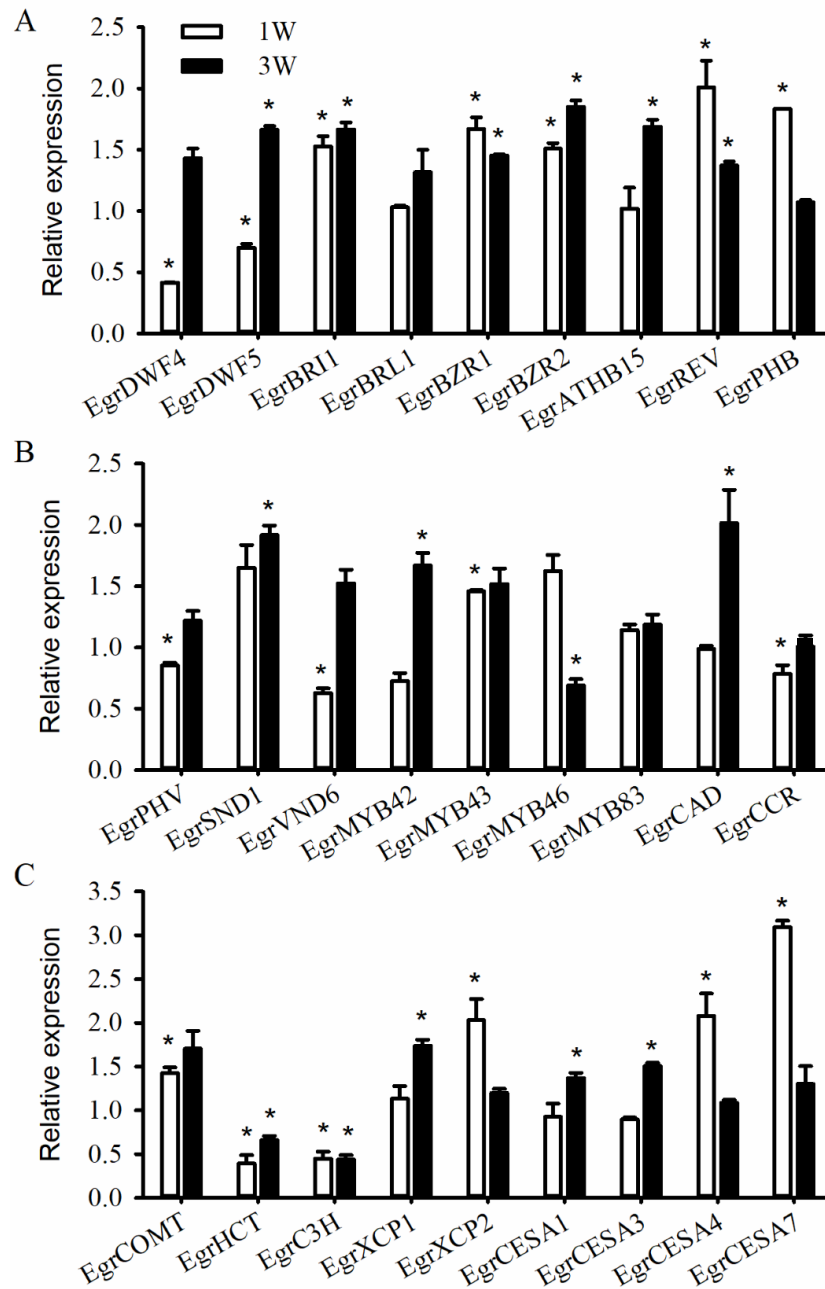 A
2.5
2.0
1.5
1.0
0.5
0.0
Relative expression
1W
3W
* * * * * * * * * * * *
EgrDWF4 EgrDWF5 EgrBRI1 EgrBRL1 EgrBZR1 EgrBZR2 EgrATHB15 EgrREV EgrPHB
B
2.5
2.0
1.5
1.0
0.5
0.0
Relative expression
* * * * * * * *
EgrPHV EgrSND1 EgrVND6 EgrMYB42 EgrMYB43 EgrMYB46 EgrMYB83 EgrCAD EgrCCR
C
3.5
3.0
2.5
2.0
1.5
1.0
0.5
0.0
Relative expression
* * * * * * * * * * *
EgrCOMT EgrHCT EgrC3H EgrXCP1 EgrXCP2 EgrCESA1 EgrCESA3 EgrCESA4 EgrCESA7